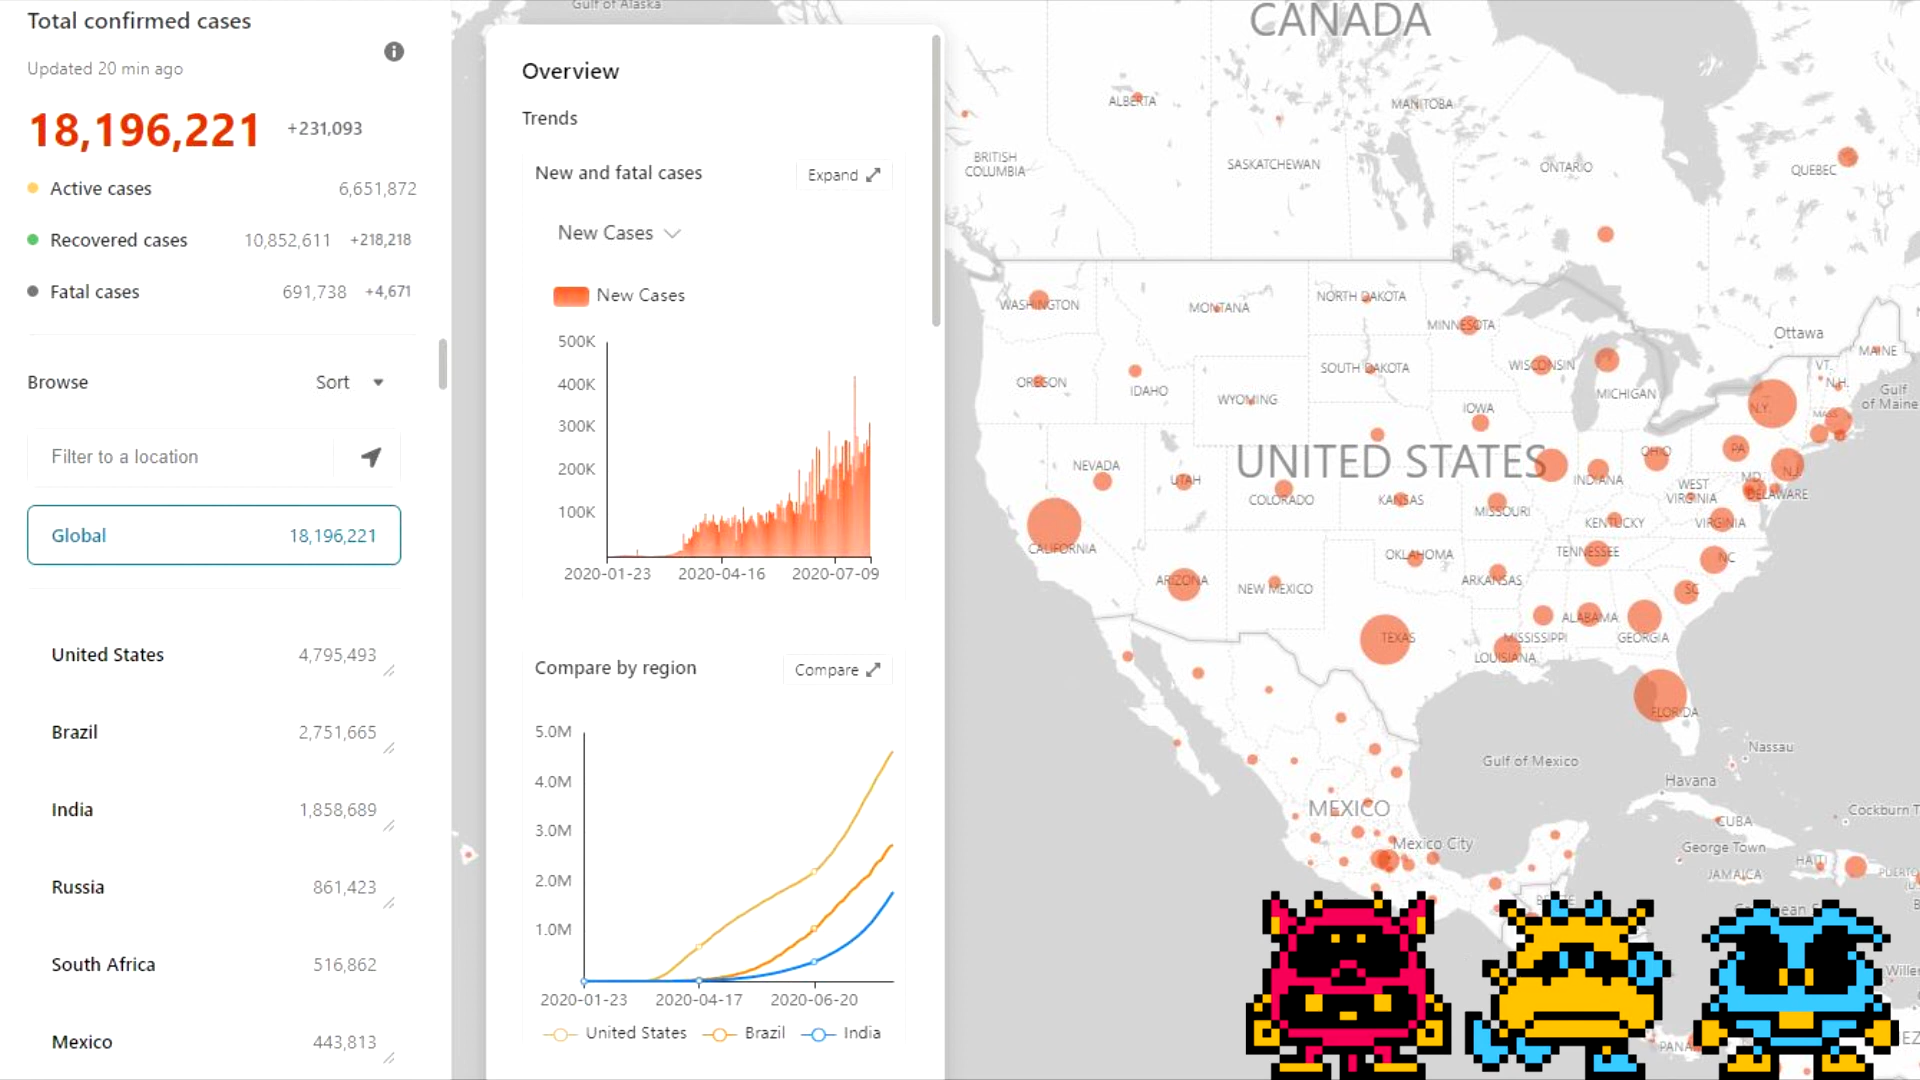 Total confirmed cases
Updated 20 min ago
18,196,221 +231,093
Active cases 6,651,872
Recovered cases 10,852,611 +218,218
Fatal cases 691,738 +4,671
Browse Sort
Filter to a location
Global 18,196,221
United States 4,795,493
Brazil 2,751,665
India 1,858,689
Russia 861,423
South Africa 516,862
Mexico 443,813
Overview
Trends
New and fatal cases Expand
New Cases
New Cases
500K
400K
300K
200K
100K
2020-01-23 2020-04-16 2020-07-09
Compare by region Compare
5.0M
4.0M
3.0M
2.0M
1.0M
2020-01-23 2020-04-17 2020-06-20
United States Brazil India
Gulf of Alaska
CANADA
ALBERTA
MANITOBA
BRITISH
COLUMBIA
SASKATCHEWAN
ONTARIO
QUEBEC
WASHINGTON
MONTANA
NORTH DAKOTA
MINNESOTA
Ottawa
MAINE
OREGON
IDAHO
SOUTH DAKOTA
WISCONSIN
MICHIGAN
VT.
N.H.
Gulf
of Maine
WYOMING
IOWA
N.Y.
MASS
UNITED STATES
NEVADA
UTAH
COLORADO
KANSAS
MISSOURI
INDIANA
OHIO
PA
N.J.
WEST
VIRGINIA
MD.
DELAWARE
KENTUCKY
VIRGINIA
CALIFORNIA
ARIZONA
NEW MEXICO
OKLAHOMA
ARKANSAS
TENNESSEE
NC
SC
MISSISSIPPI
ALABAMA
GEORGIA
TEXAS
LOUISIANA
FLORIDA
Gulf of Mexico
Nassau
Havana
MEXICO
CUBA
Cockburn T
Mexico City
George Town
HAITI
JAMAICA
PUERTO
PANA